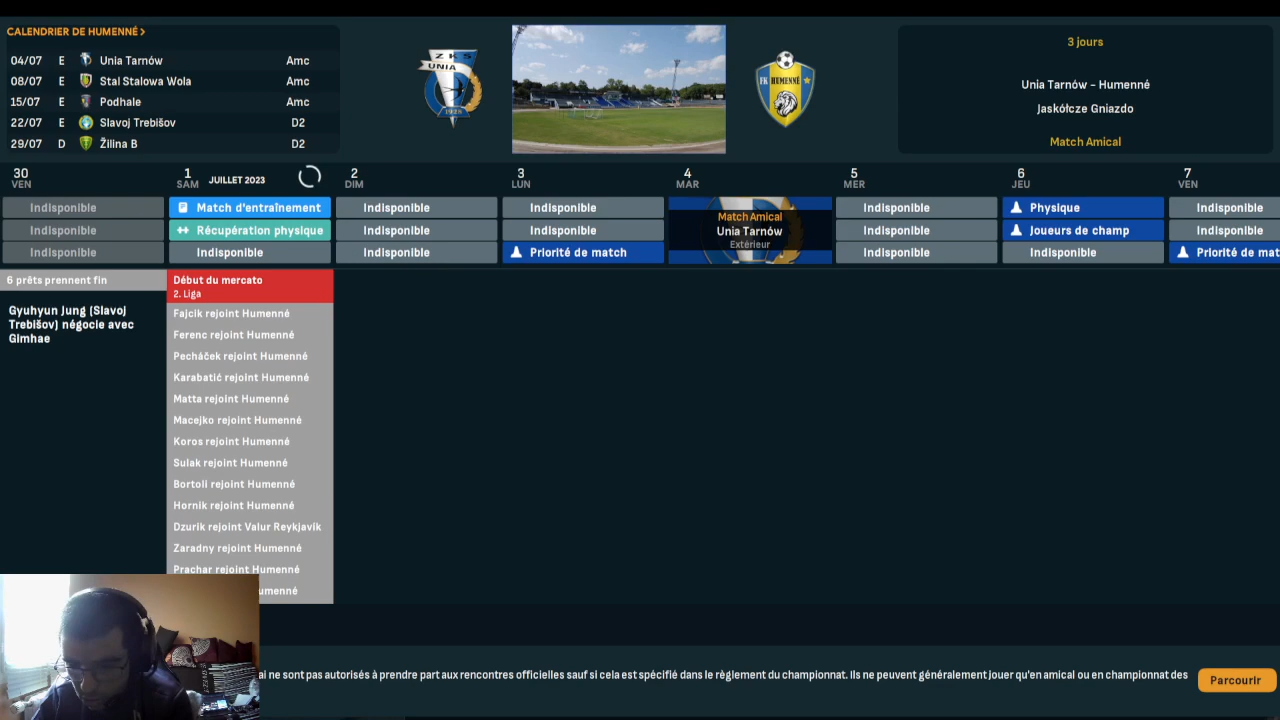 CALENDRIER DE HUMENNÉ >
04/07 E Unia Tarnów Amc
08/07 E Stal Stalowa Wola Amc
15/07 E Podhale Amc
22/07 E Slavoj Trebišov D2
29/07 D Žilina B D2
ZKS
UNIA
1928
FK HUMENNÉ
3 jours
Unia Tarnów - Humenné
Jaskółcze Gniazdo
Match Amical
30 1 2 3 4 5 6 7
VEN SAM JUILLET 2023 DIM LUN MAR MER JEU VEN
Indisponible Match d'entraînement Indisponible Indisponible Indisponible Physique Indisponible
Indisponible Récupération physique Indisponible Indisponible Indisponible Joueurs de champ Indisponible
Indisponible Indisponible Indisponible Priorité de match Indisponible Indisponible Priorité de mat
Match Amical
Unia Tarnów
Extérieur
6 prêts prennent fin
Gyuhyun Jung (Slavoj
Trebišov) négocie avec
Gimhae
Début du mercato
2. Liga
Fajcik rejoint Humenné
Ferenc rejoint Humenné
Pecháček rejoint Humenné
Karabatić rejoint Humenné
Matta rejoint Humenné
Macejko rejoint Humenné
Koros rejoint Humenné
Sulak rejoint Humenné
Bortoli rejoint Humenné
Hornik rejoint Humenné
Dzurik rejoint Valur Reykjavik
Zaradny rejoint Humenné
Prachar rejoint Humenné
umenné
ai ne sont pas autorisés à prendre part aux rencontres officielles sauf si cela est spécifié dans le règlement du championnat. Ils ne peuvent généralement jouer qu'en amical ou en championnat des
Parcourir